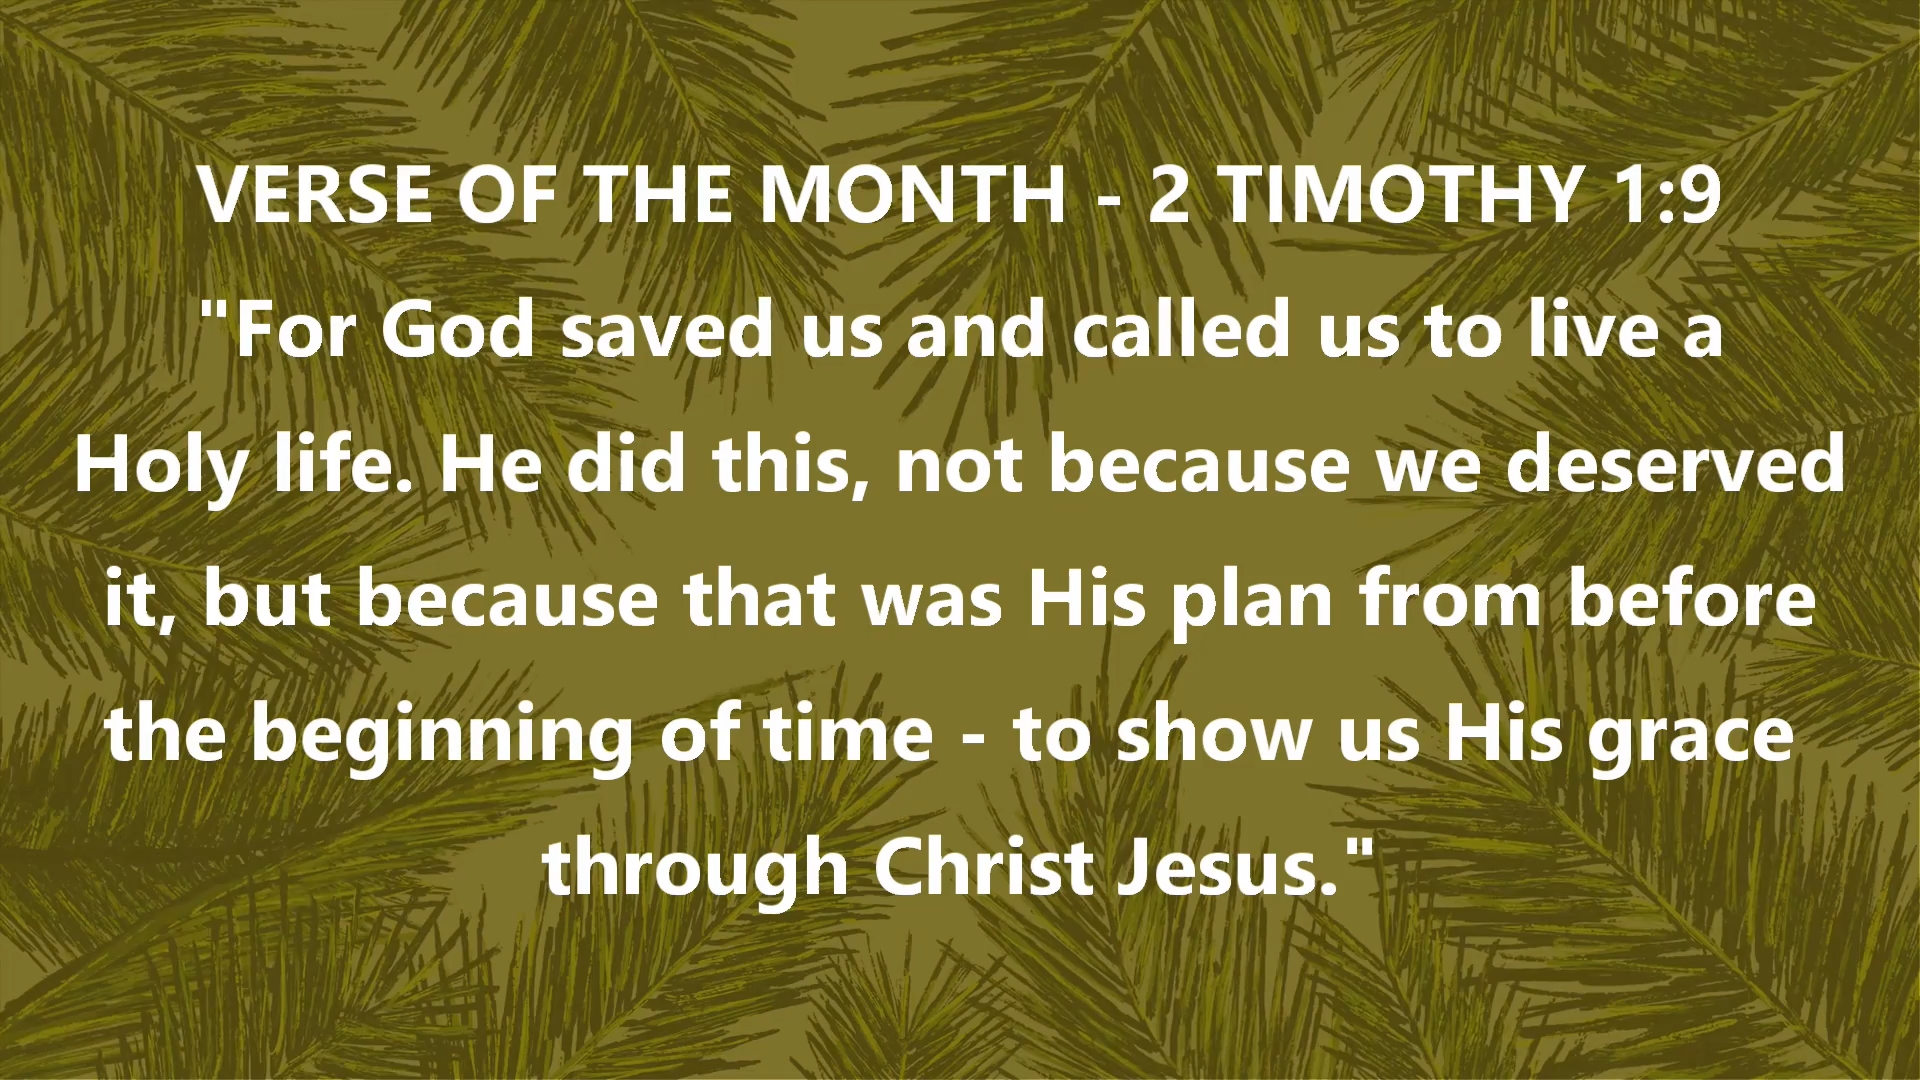 VERSE OF THE MONTH - 2 TIMOTHY 1:9
"For God saved us and called us to live a
Holy life. He did this, not because we deserved
it, but because that was His plan from before
the beginning of time - to show us His grace
through Christ Jesus."